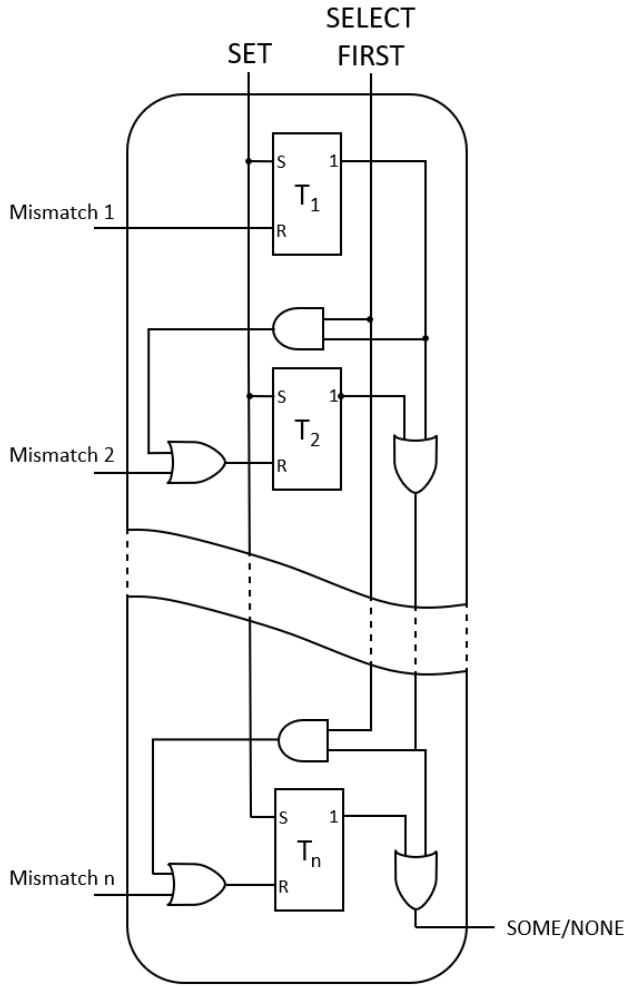 SELECT
FIRST
SET
S 1
T1
Mismatch 1
R
S 1
T2
Mismatch 2
R
S 1
Tn
Mismatch n
R
SOME/NONE